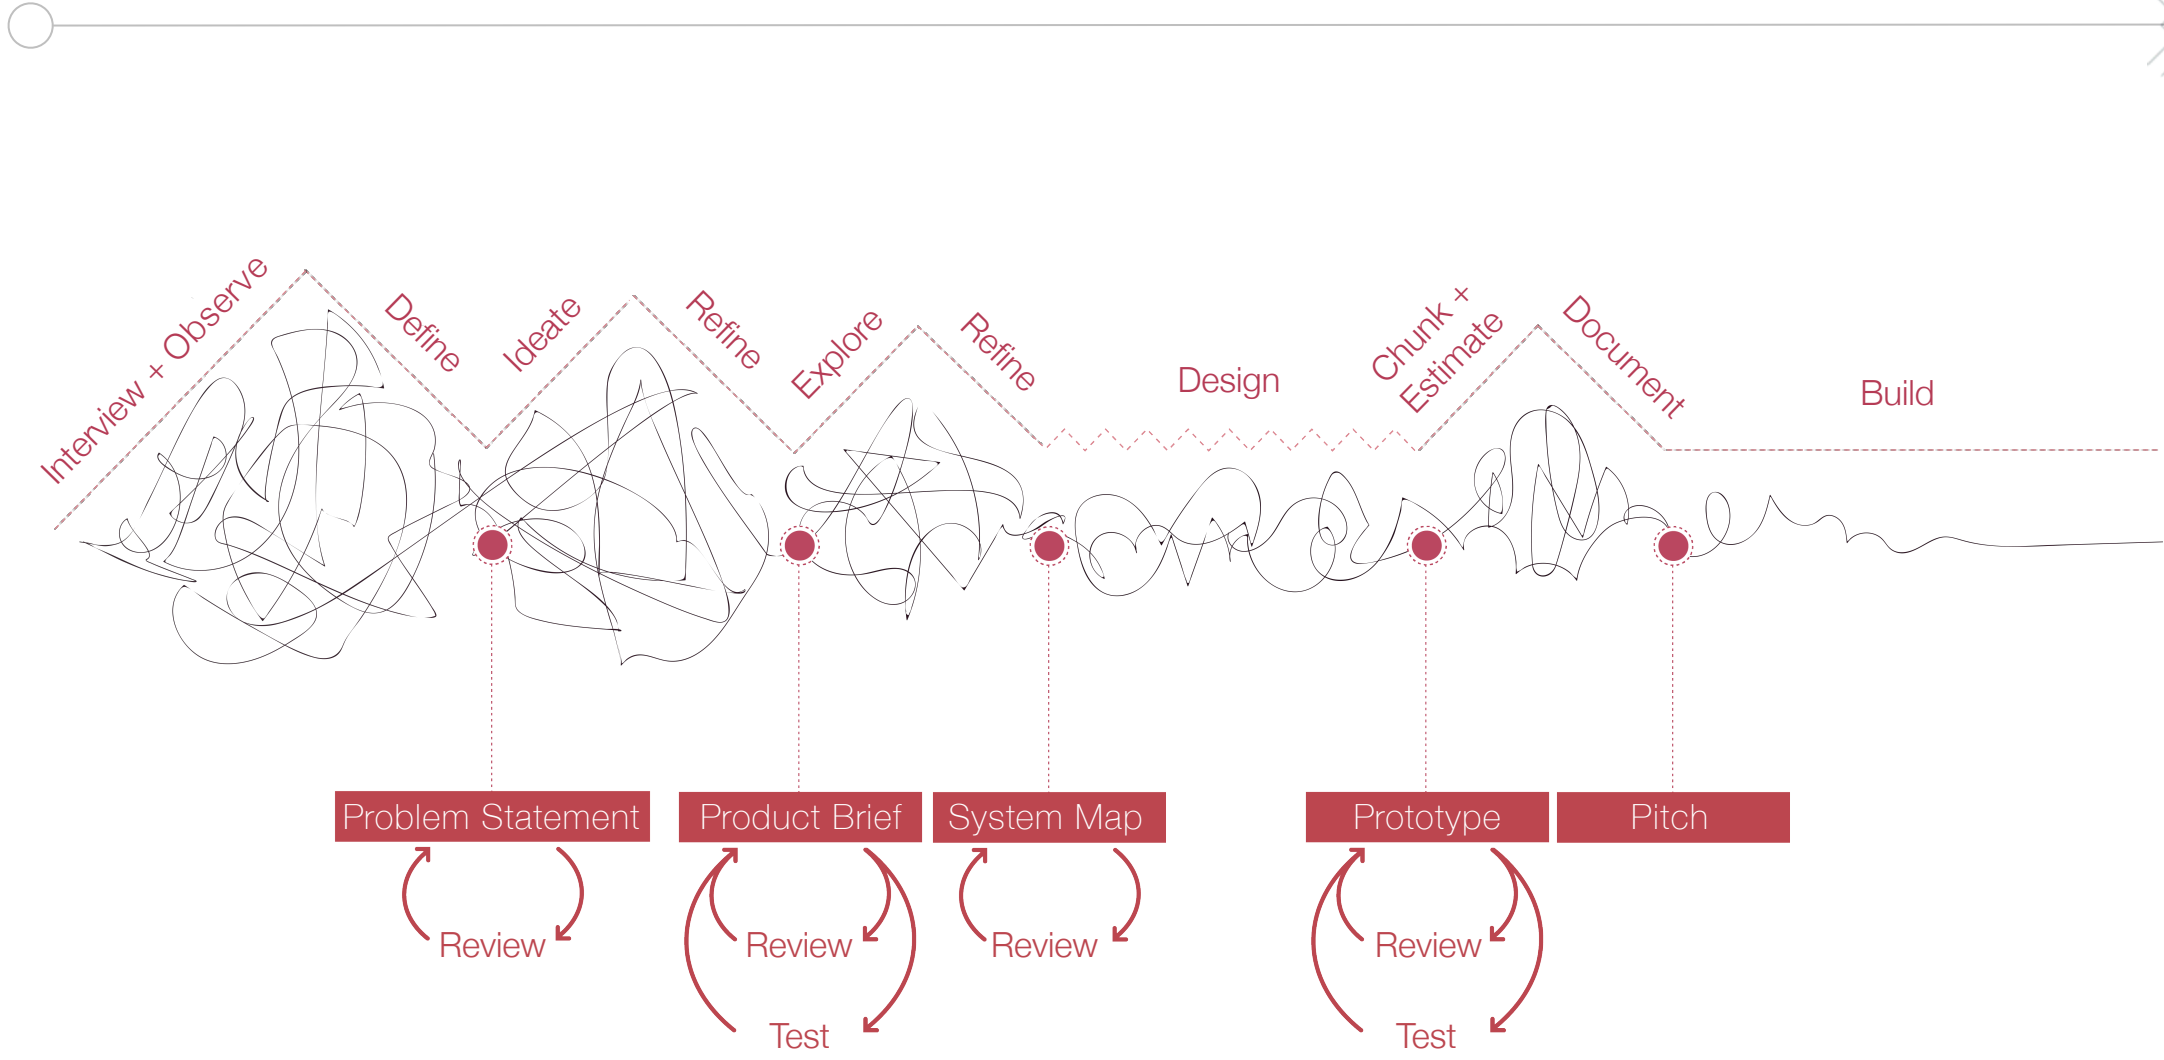 Interview + Observe
Define
Ideate
Refine
Explore
Refine
Design
Chunk +
Estimate
Document
Build
Problem Statement
Product Brief
System Map
Prototype
Pitch
Review
Review
Review
Review
Test
Test